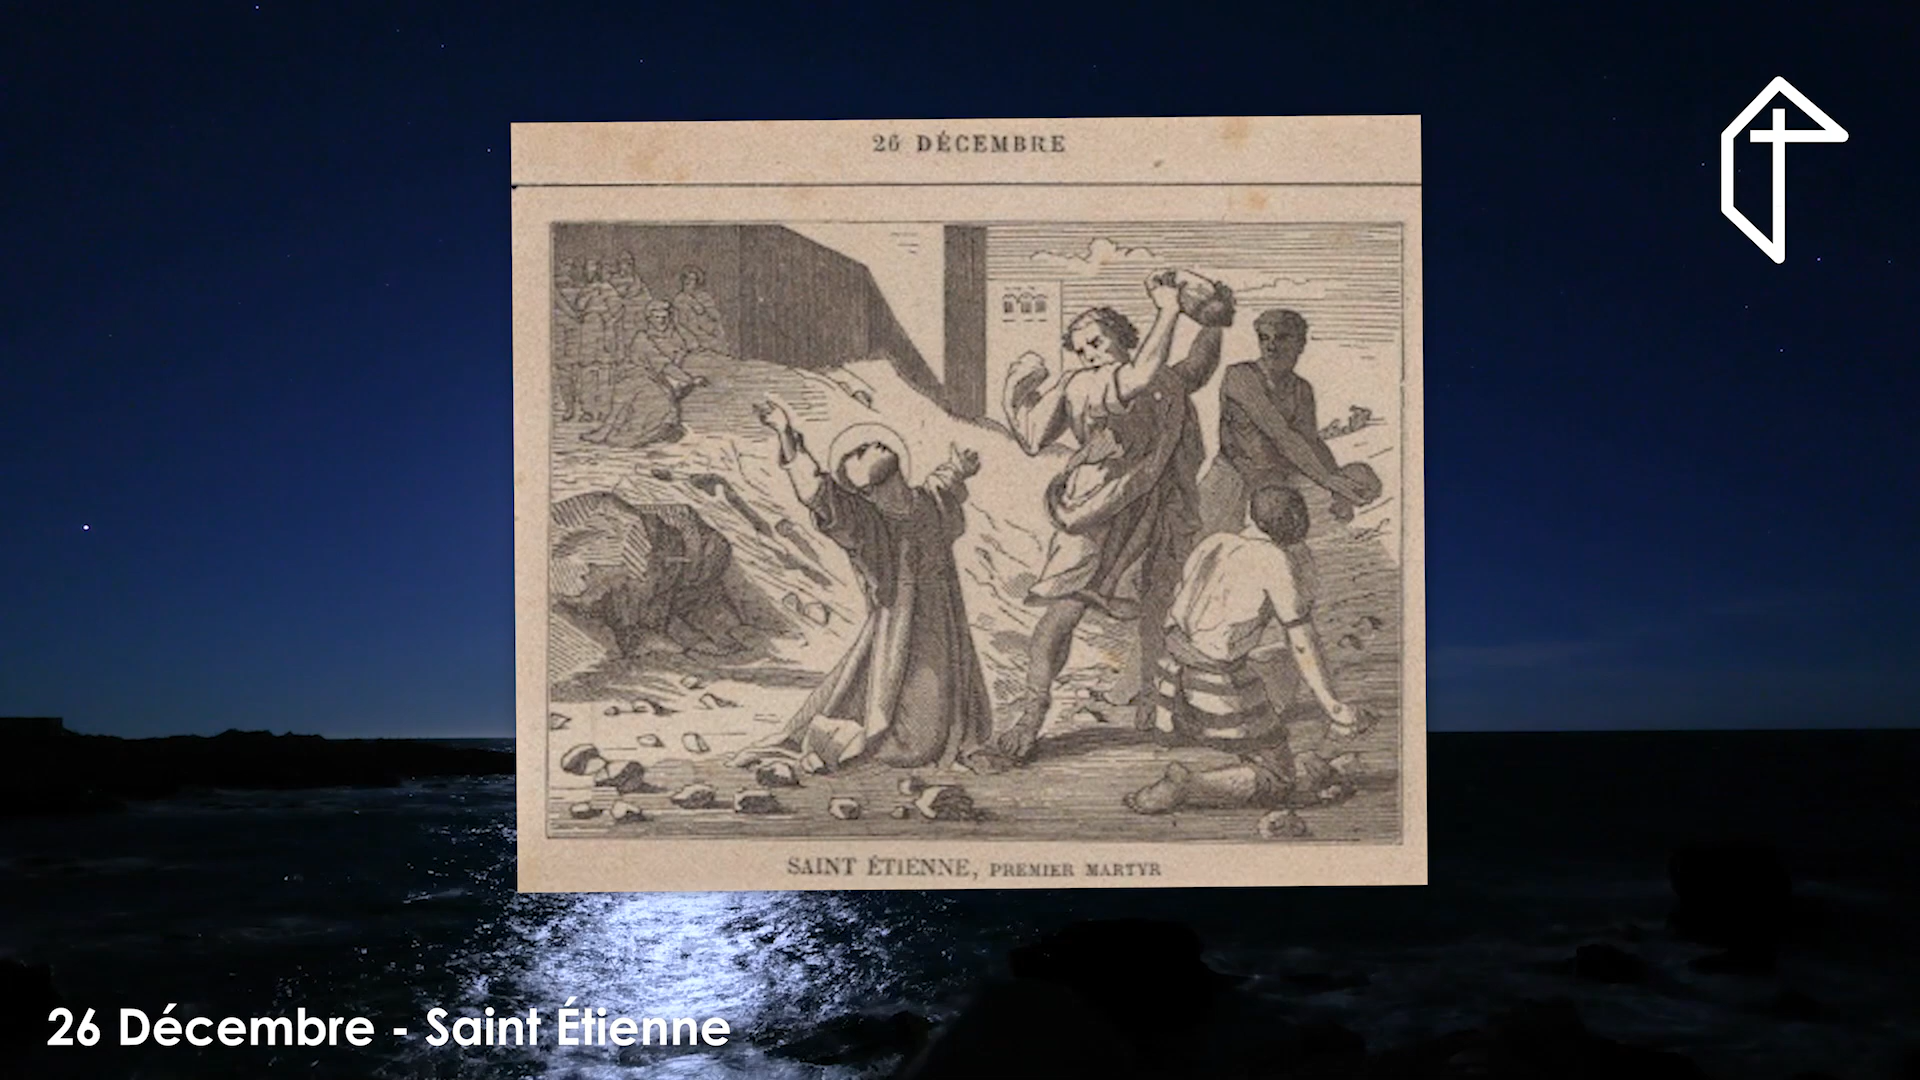 26 DÉCEMBRE
SAINT ÉTIENNE, PREMIER MARTYR
26 Décembre - Saint Étienne